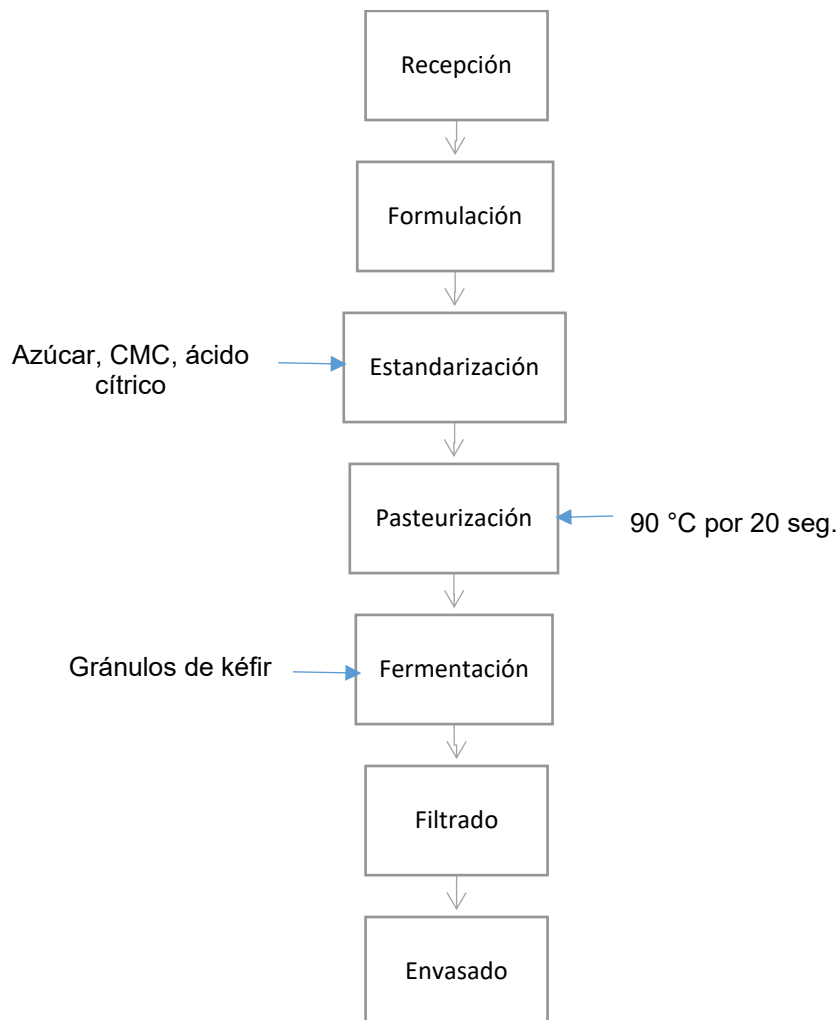 Recepción
Formulación
Azúcar, CMC, ácido
cítrico
Estandarización
Pasteurización
90 °C por 20 seg.
Gránulos de kéfir
Fermentación
Filtrado
Envasado